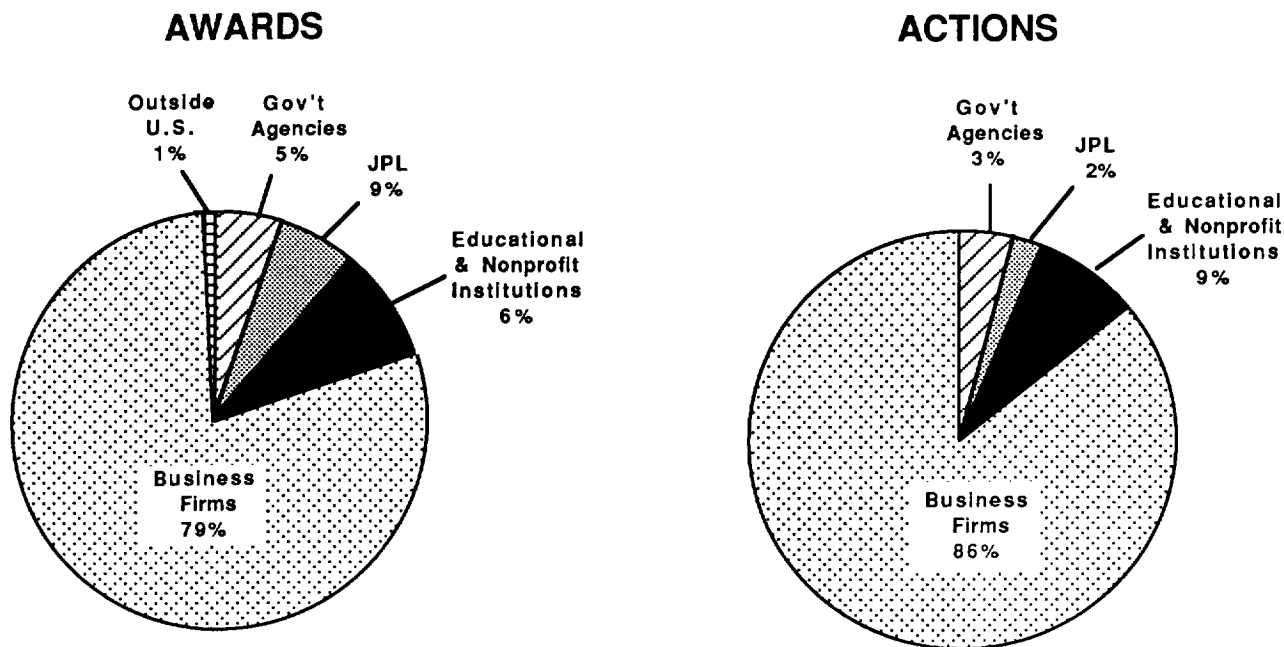 AWARDS
Outside
U.S.
1%
Gov't
Agencies
5%
JPL
9%
Educational
& Nonprofit
Institutions
6%
Business
Firms
79%
ACTIONS
Gov't
Agencies
3%
JPL
2%
Educational
& Nonprofit
Institutions
9%
Business
Firms
86%